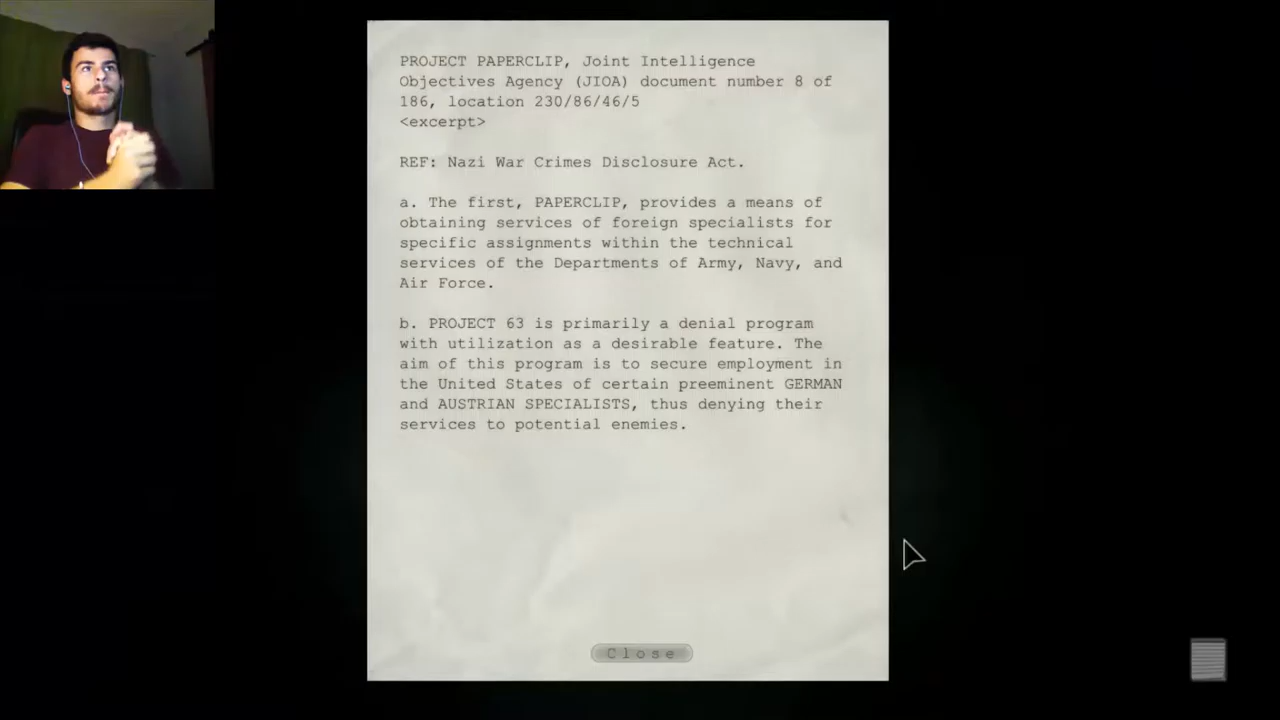 PROJECT PAPERCLIP, Joint Intelligence
Objectives Agency (JIOA) document number 8 of
186, location 230/86/46/5
<excerpt>
REF: Nazi War Crimes Disclosure Act.
a. The first, PAPERCLIP, provides a means of
obtaining services of foreign specialists for
specific assignments within the technical
services of the Departments of Army, Navy, and
Air Force.
b. PROJECT 63 is primarily a denial program
with utilization as a desirable feature. The
aim of this program is to secure employment in
the United States of certain preeminent GERMAN
and AUSTRIAN SPECIALISTS, thus denying their
services to potential enemies.
Close